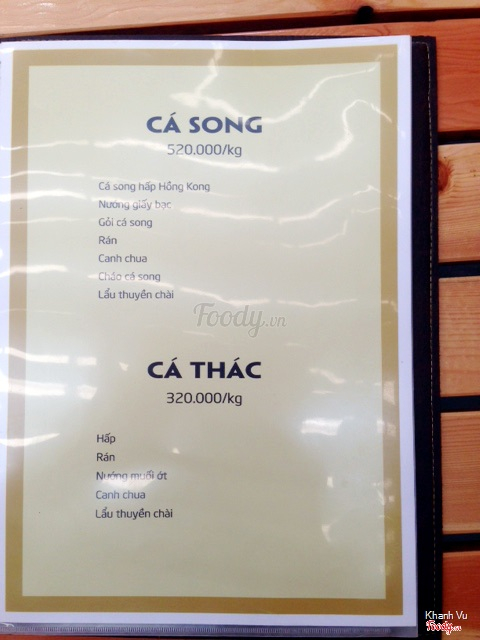 CÁ SONG
520.000/kg
Cá song hấp Hồng Kong
Nướng giấy bạc
Gỏi cá song
Rán
Canh chua
Cháo cá song
Lẩu thuyền chài
Foody.vn
CÁ THÁC
320.000/kg
Hấp
Rán
Nướng muối ớt
Canh chua
Lẩu thuyền chài
Khanh Vu
Foody.vn